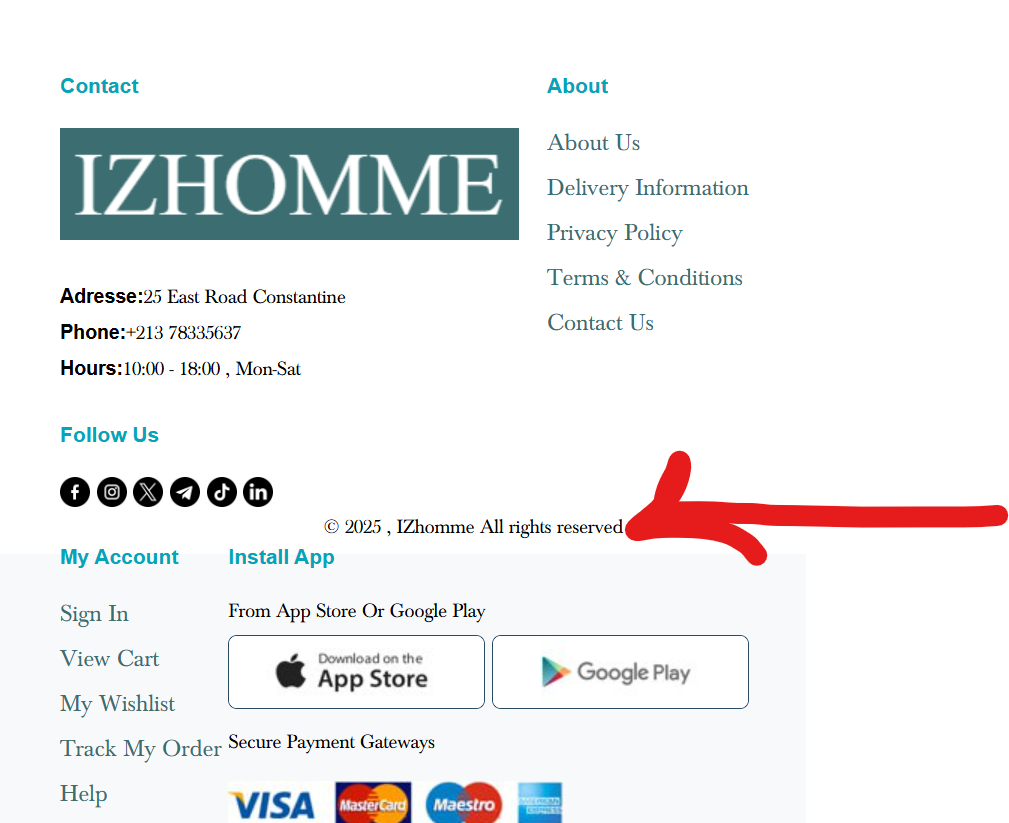 Contact
IZHOMME
Adresse:25 East Road Constantine
Phone:+213 78335637
Hours:10:00 - 18:00 , Mon-Sat
Follow Us
About
About Us
Delivery Information
Privacy Policy
Terms & Conditions
Contact Us
© 2025 , IZhomme All rights reserved
My Account
Sign In
View Cart
My Wishlist
Track My Order
Help
Install App
From App Store Or Google Play
Download on the
App Store
Google Play
Secure Payment Gateways
VISA
MasterCard
Maestro
AMERICAN
EXPRESS